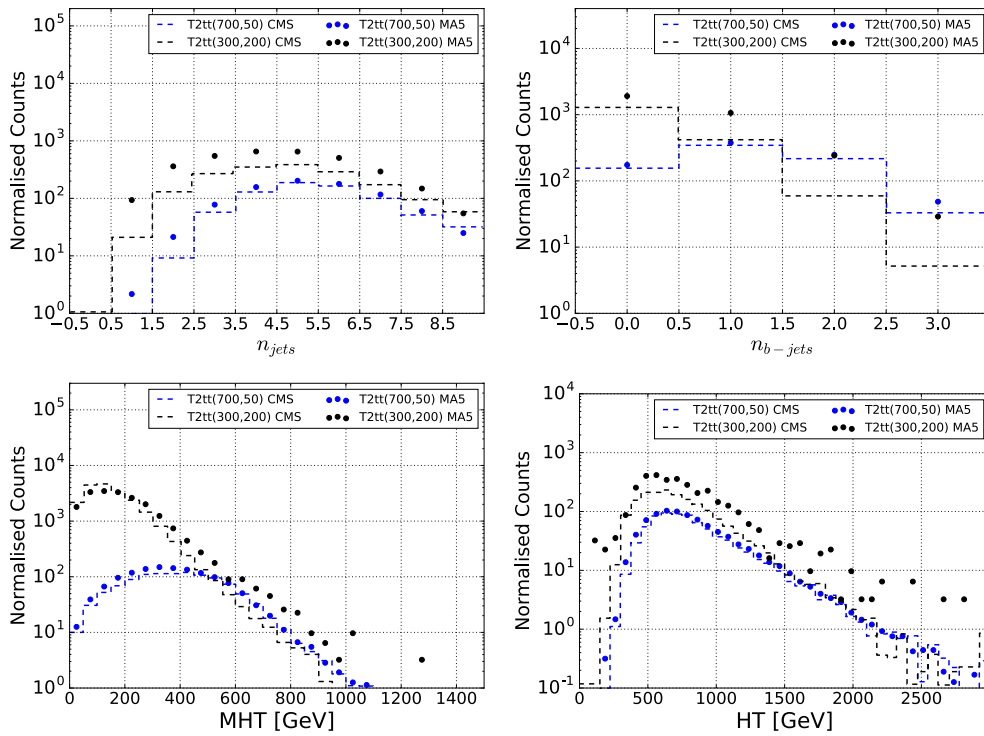 T2tt(700,50) CMS T2tt(700,50) MA5
T2tt(300,200) CMS T2tt(300,200) MA5
Normalised Counts
10^5
10^4
10^3
10^2
10^1
10^0
−0.5 0.5 1.5 2.5 3.5 4.5 5.5 6.5 7.5 8.5
n_{jets}
T2tt(700,50) CMS T2tt(700,50) MA5
T2tt(300,200) CMS T2tt(300,200) MA5
Normalised Counts
10^4
10^3
10^2
10^1
10^0
−0.5 0.0 0.5 1.0 1.5 2.0 2.5 3.0
n_{b−jets}
T2tt(700,50) CMS T2tt(700,50) MA5
T2tt(300,200) CMS T2tt(300,200) MA5
Normalised Counts
10^5
10^4
10^3
10^2
10^1
10^0
0 200 400 600 800 1000 1200 1400
MHT [GeV]
T2tt(700,50) CMS T2tt(700,50) MA5
T2tt(300,200) CMS T2tt(300,200) MA5
Normalised Counts
10^4
10^3
10^2
10^1
10^0
10^−1
0 500 1000 1500 2000 2500
HT [GeV]